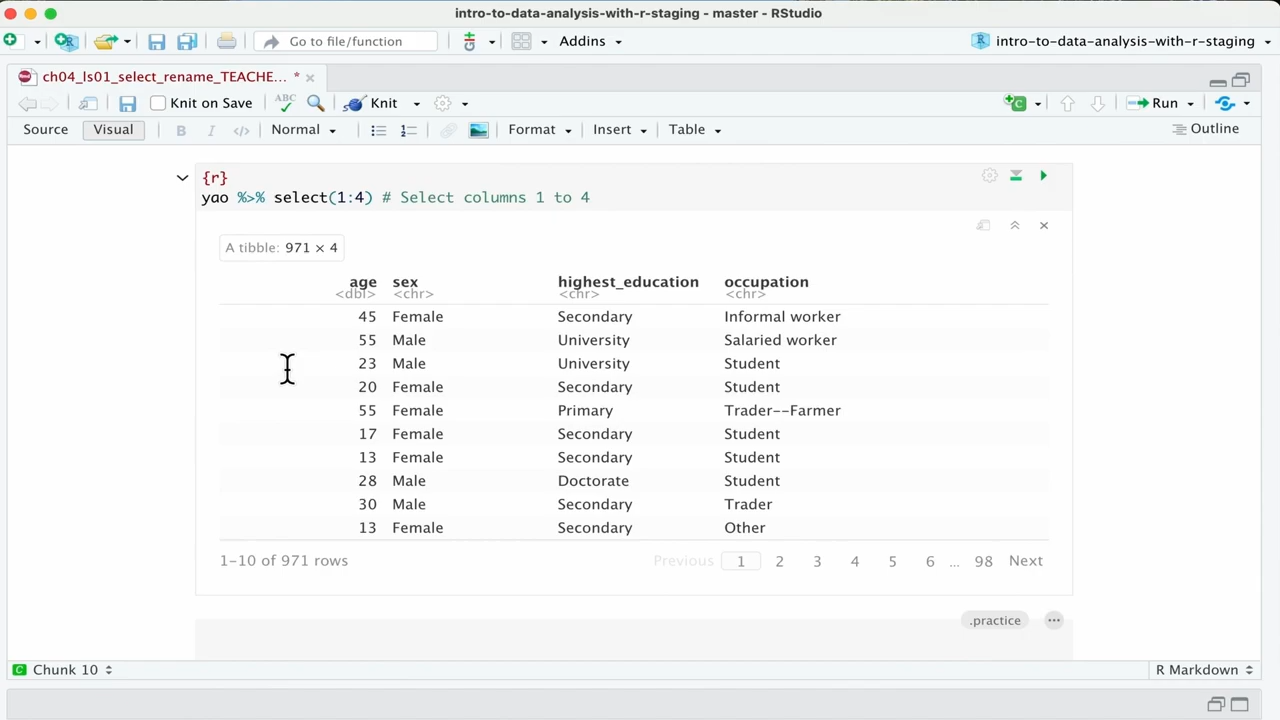 intro-to-data-analysis-with-r-staging - master - RStudio
Go to file/function Addins intro-to-data-analysis-with-r-staging
ch04_ls01_select_rename_TEACHE... *
Knit on Save ABC Knit Run
Source Visual B I </> Normal Format Insert Table Outline
{r}
yao %>% select(1:4) # Select columns 1 to 4
A tibble: 971 × 4
age sex highest_education occupation
<dbl> <chr> <chr> <chr>
45 Female Secondary Informal worker
55 Male University Salaried worker
23 Male University Student
20 Female Secondary Student
55 Female Primary Trader--Farmer
17 Female Secondary Student
13 Female Secondary Student
28 Male Doctorate Student
30 Male Secondary Trader
13 Female Secondary Other
1-10 of 971 rows Previous 1 2 3 4 5 6 ... 98 Next
.practice
C Chunk 10 R Markdown